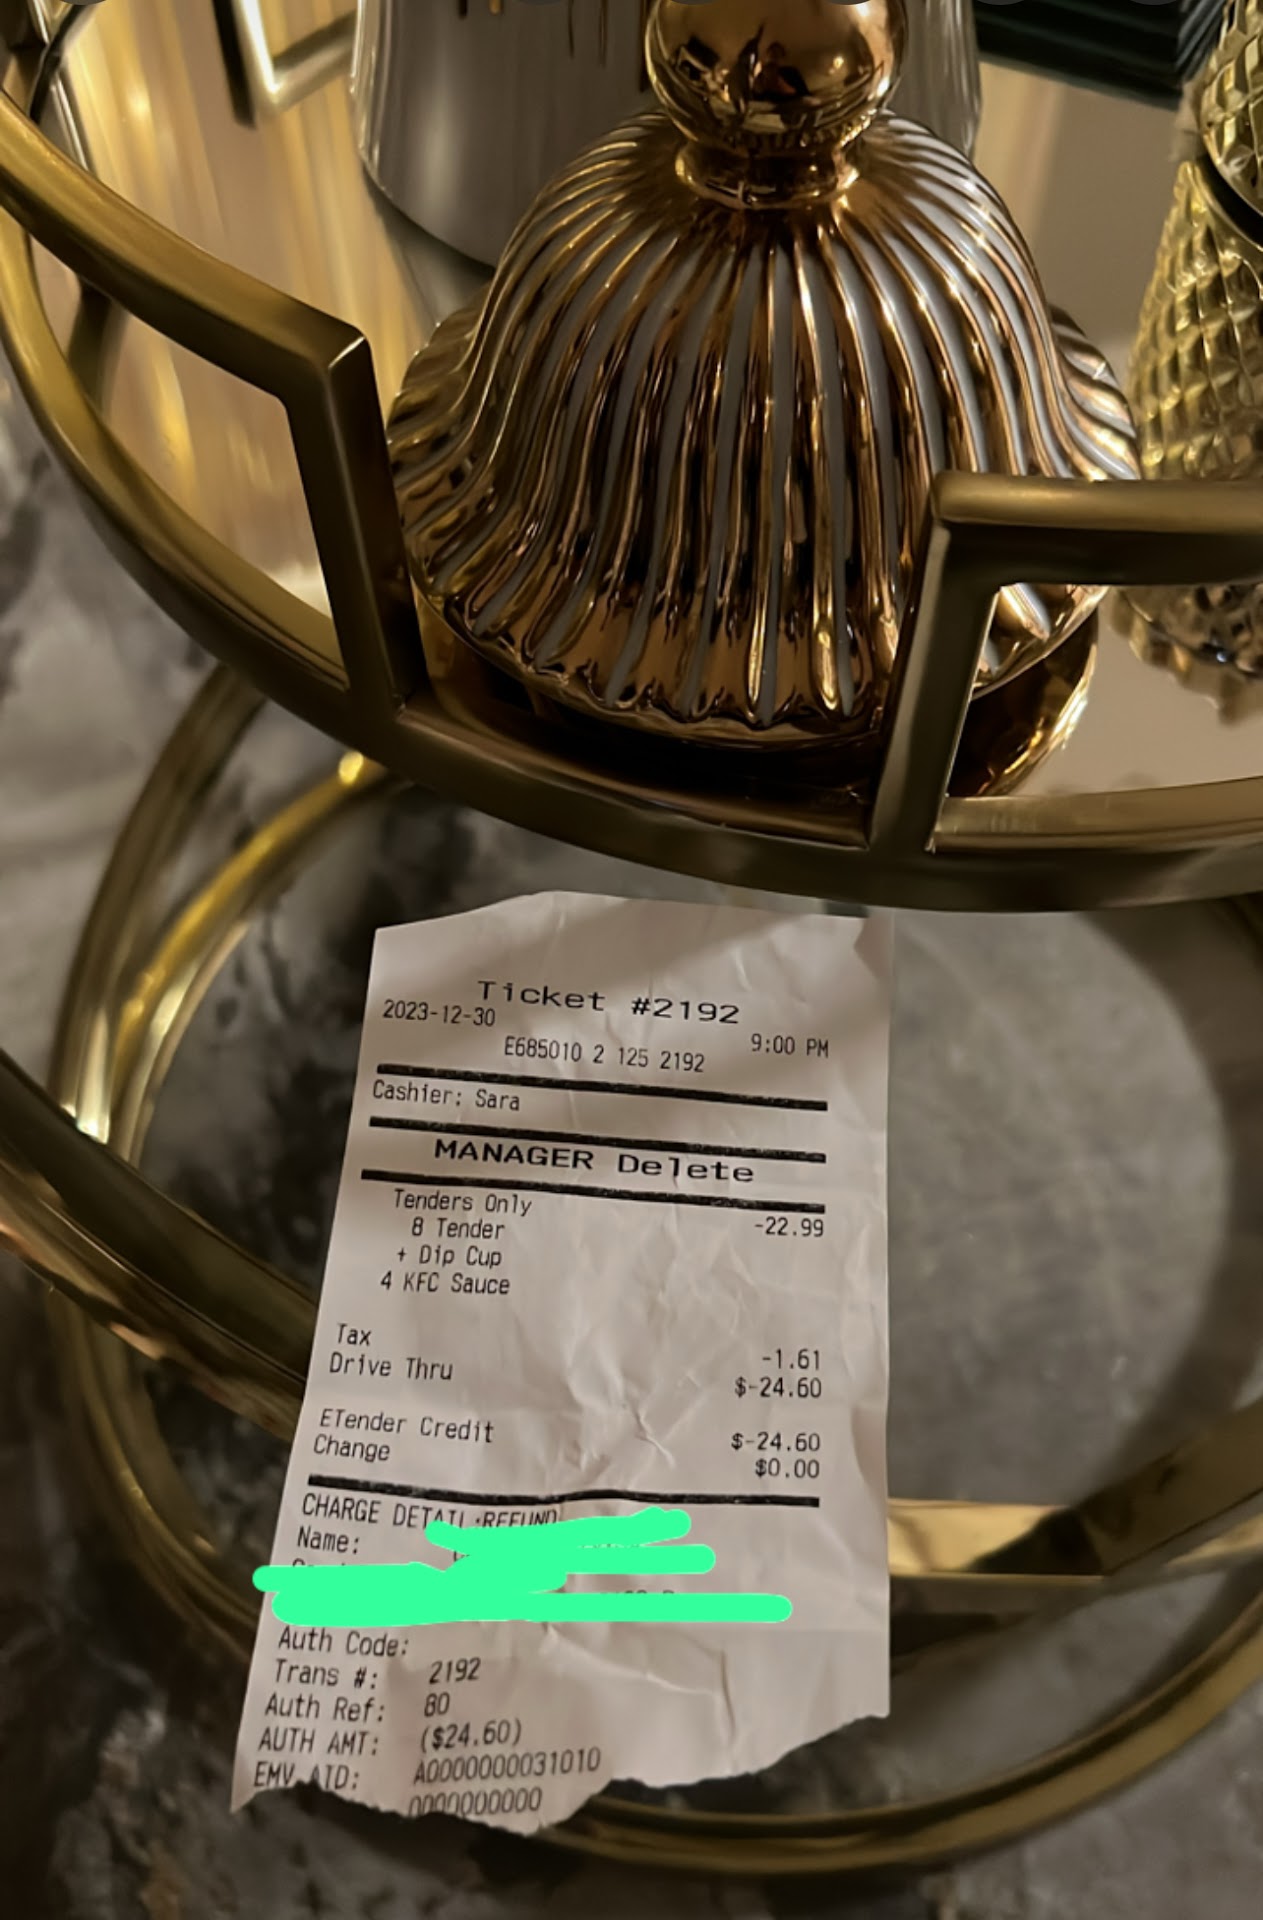 Ticket #2192
2023-12-30 9:00 PM
E685010 2 125 2192
Cashier: Sara
MANAGER Delete
Tenders Only -22.99
8 Tender
+ Dip Cup
4 KFC Sauce
Tax -1.61
Drive Thru $-24.60
ETender Credit $-24.60
Change $0.00
CHARGE DETAIL:REFUND
Name:
Auth Code:
Trans #: 2192
Auth Ref: 80
AUTH AMT: ($24.60)
EMV AID: A0000000031010
0000000000